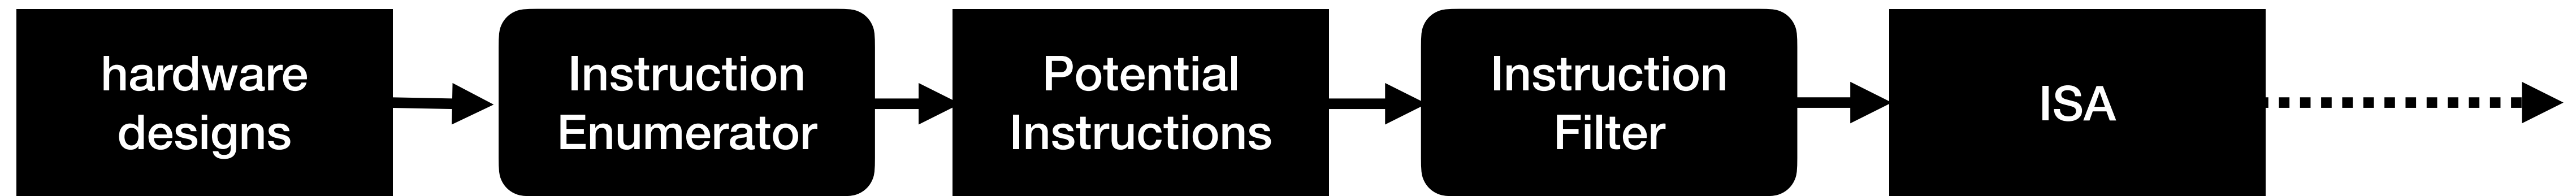 hardware
designs
Instruction
Enumerator
Potential
Instructions
Instruction
Filter
ISA